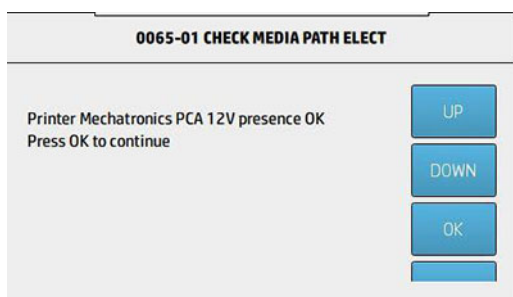 0065-01 CHECK MEDIA PATH ELECT
Printer Mechatronics PCA 12V presence OK
Press OK to continue
UP
DOWN
OK